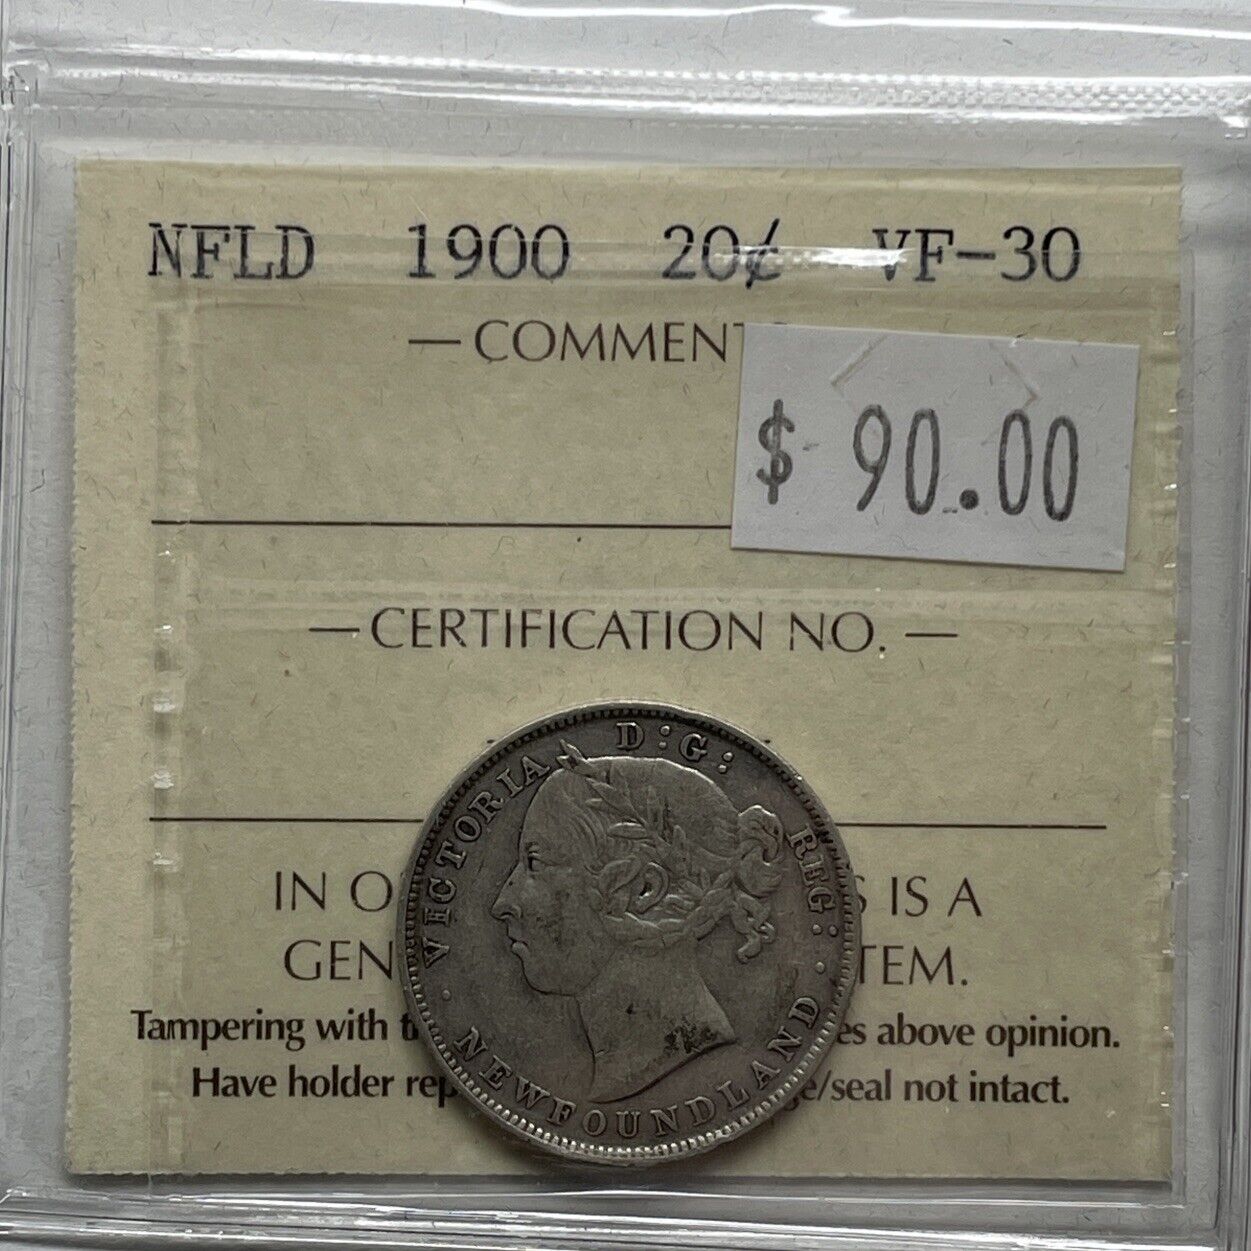 NFLD 1900 20¢ VF-30
— COMMENT
$ 90.00
— CERTIFICATION NO. —
VICTORIA D:G: REG:
• NEWFOUNDLAND •
IN O S IS A
GEN TEM.
Tampering with es above opinion.
Have holder rep e/seal not intact.